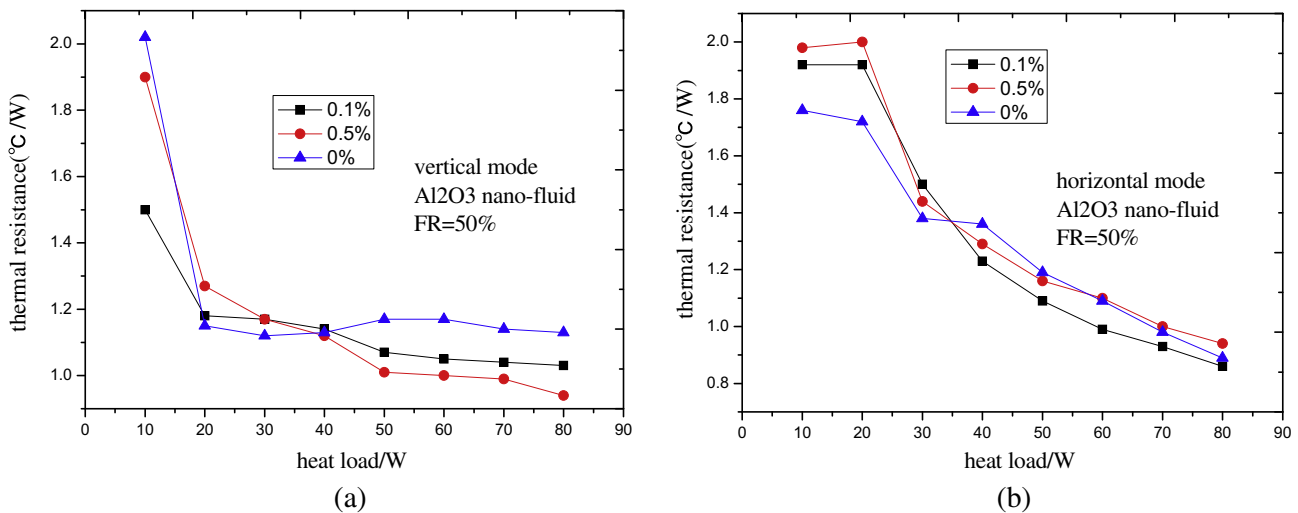 2.0
1.8
1.6
1.4
1.2
1.0
thermal resistance(℃/W)
0.1%
0.5%
0%
vertical mode
Al2O3 nano-fluid
FR=50%
0 10 20 30 40 50 60 70 80 90
heat load/W
(a)
2.0
1.8
1.6
1.4
1.2
1.0
0.8
thermal resistance(℃/W)
0.1%
0.5%
0%
horizontal mode
Al2O3 nano-fluid
FR=50%
0 10 20 30 40 50 60 70 80 90
heat load/W
(b)